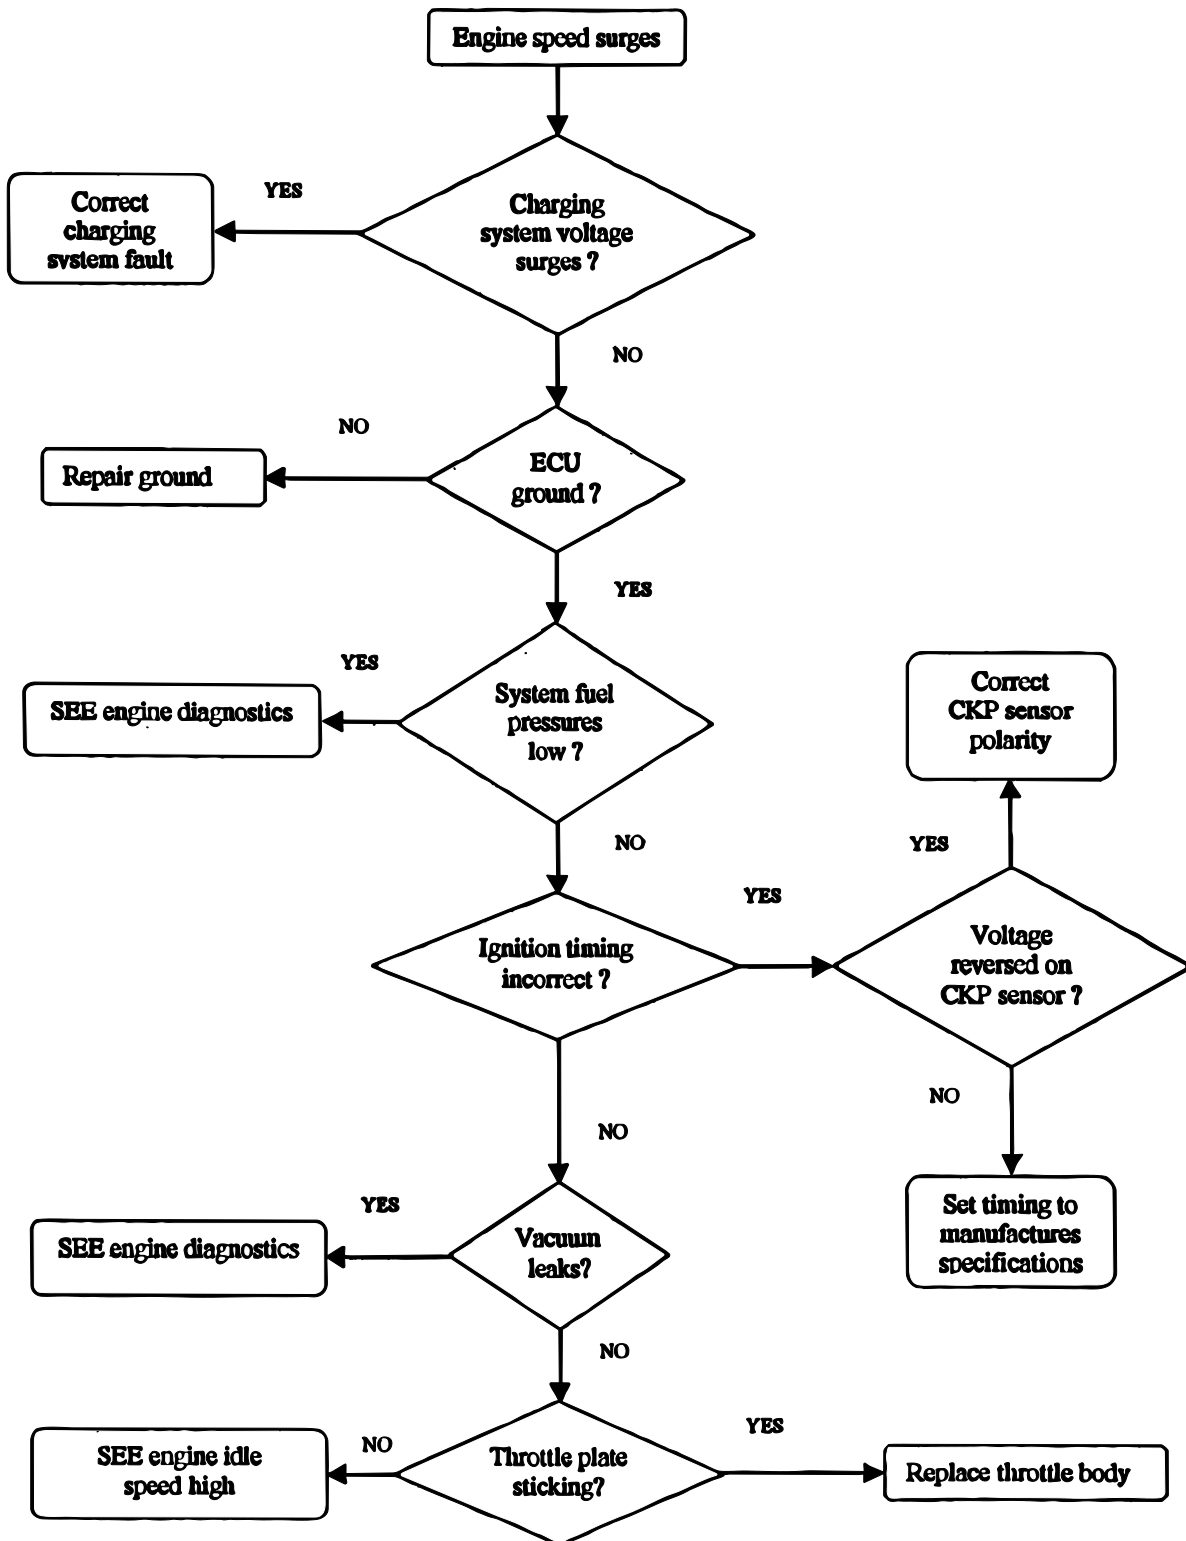 Engine speed surges
YES
Correct
charging
system fault
Charging
system voltage
surges ?
NO
NO
Repair ground
ECU
ground ?
YES
YES
SEE engine diagnostics
System fuel
pressures
low ?
Correct
CKP sensor
polarity
NO
YES
YES
Ignition timing
incorrect ?
Voltage
reversed on
CKP sensor ?
NO
NO
YES
SEE engine diagnostics
Vacuum
leaks?
Set timing to
manufactures
specifications
NO
NO
YES
SEE engine idle
speed high
Throttle plate
sticking?
Replace throttle body